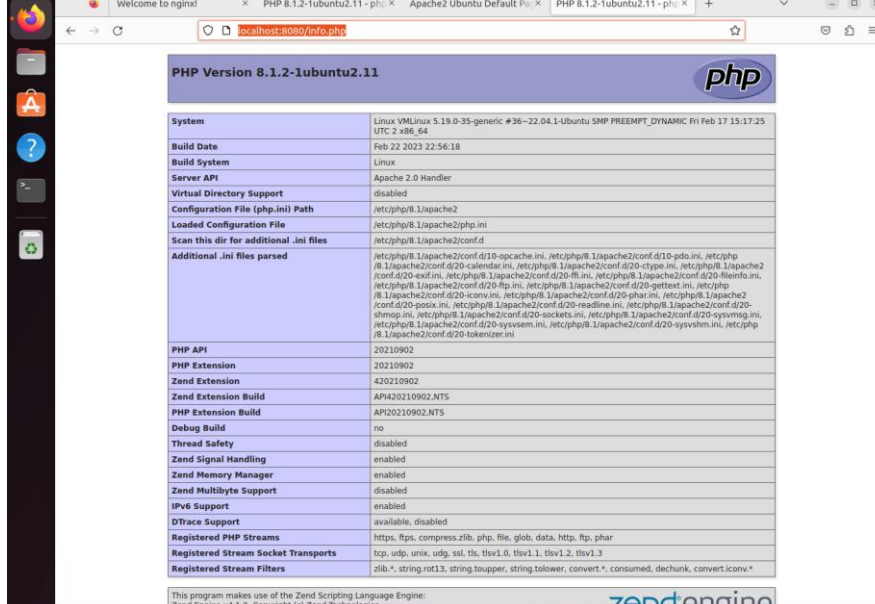 Welcome to nginx!
PHP 8.1.2-1ubuntu2.11 - ph
Apache2 Ubuntu Default Pa
PHP 8.1.2-1ubuntu2.11 - ph
localhost:8080/info.php
PHP Version 8.1.2-1ubuntu2.11
php
System
Linux VMLinux 5.19.0-35-generic #36~22.04.1-Ubuntu SMP PREEMPT_DYNAMIC Fri Feb 17 15:17:25
UTC 2 x86_64
Build Date
Feb 22 2023 22:56:18
Build System
Linux
Server API
Apache 2.0 Handler
Virtual Directory Support
disabled
Configuration File (php.ini) Path
/etc/php/8.1/apache2
Loaded Configuration File
/etc/php/8.1/apache2/php.ini
Scan this dir for additional .ini files
/etc/php/8.1/apache2/conf.d
Additional .ini files parsed
/etc/php/8.1/apache2/conf.d/10-opcache.ini, /etc/php/8.1/apache2/conf.d/10-pdo.ini, /etc/php
/8.1/apache2/conf.d/20-calendar.ini, /etc/php/8.1/apache2/conf.d/20-ctype.ini, /etc/php/8.1/apache2
/conf.d/20-exif.ini, /etc/php/8.1/apache2/conf.d/20-ffi.ini, /etc/php/8.1/apache2/conf.d/20-fileinfo.ini,
/etc/php/8.1/apache2/conf.d/20-ftp.ini, /etc/php/8.1/apache2/conf.d/20-gettext.ini, /etc/php
/8.1/apache2/conf.d/20-iconv.ini, /etc/php/8.1/apache2/conf.d/20-phar.ini, /etc/php/8.1/apache2
/conf.d/20-posix.ini, /etc/php/8.1/apache2/conf.d/20-readline.ini, /etc/php/8.1/apache2/conf.d/20-
shmop.ini, /etc/php/8.1/apache2/conf.d/20-sockets.ini, /etc/php/8.1/apache2/conf.d/20-sysvmsg.ini,
/etc/php/8.1/apache2/conf.d/20-sysvsem.ini, /etc/php/8.1/apache2/conf.d/20-sysvshm.ini, /etc/php
/8.1/apache2/conf.d/20-tokenizer.ini
PHP API
20210902
PHP Extension
20210902
Zend Extension
420210902
Zend Extension Build
API420210902,NTS
PHP Extension Build
API20210902,NTS
Debug Build
no
Thread Safety
disabled
Zend Signal Handling
enabled
Zend Memory Manager
enabled
Zend Multibyte Support
disabled
IPv6 Support
enabled
DTrace Support
available, disabled
Registered PHP Streams
https, ftps, compress.zlib, php, file, glob, data, http, ftp, phar
Registered Stream Socket Transports
tcp, udp, unix, udg, ssl, tls, tlsv1.0, tlsv1.1, tlsv1.2, tlsv1.3
Registered Stream Filters
zlib.*, string.rot13, string.toupper, string.tolower, convert.*, consumed, dechunk, convert.iconv.*
This program makes use of the Zend Scripting Language Engine:
zend engine